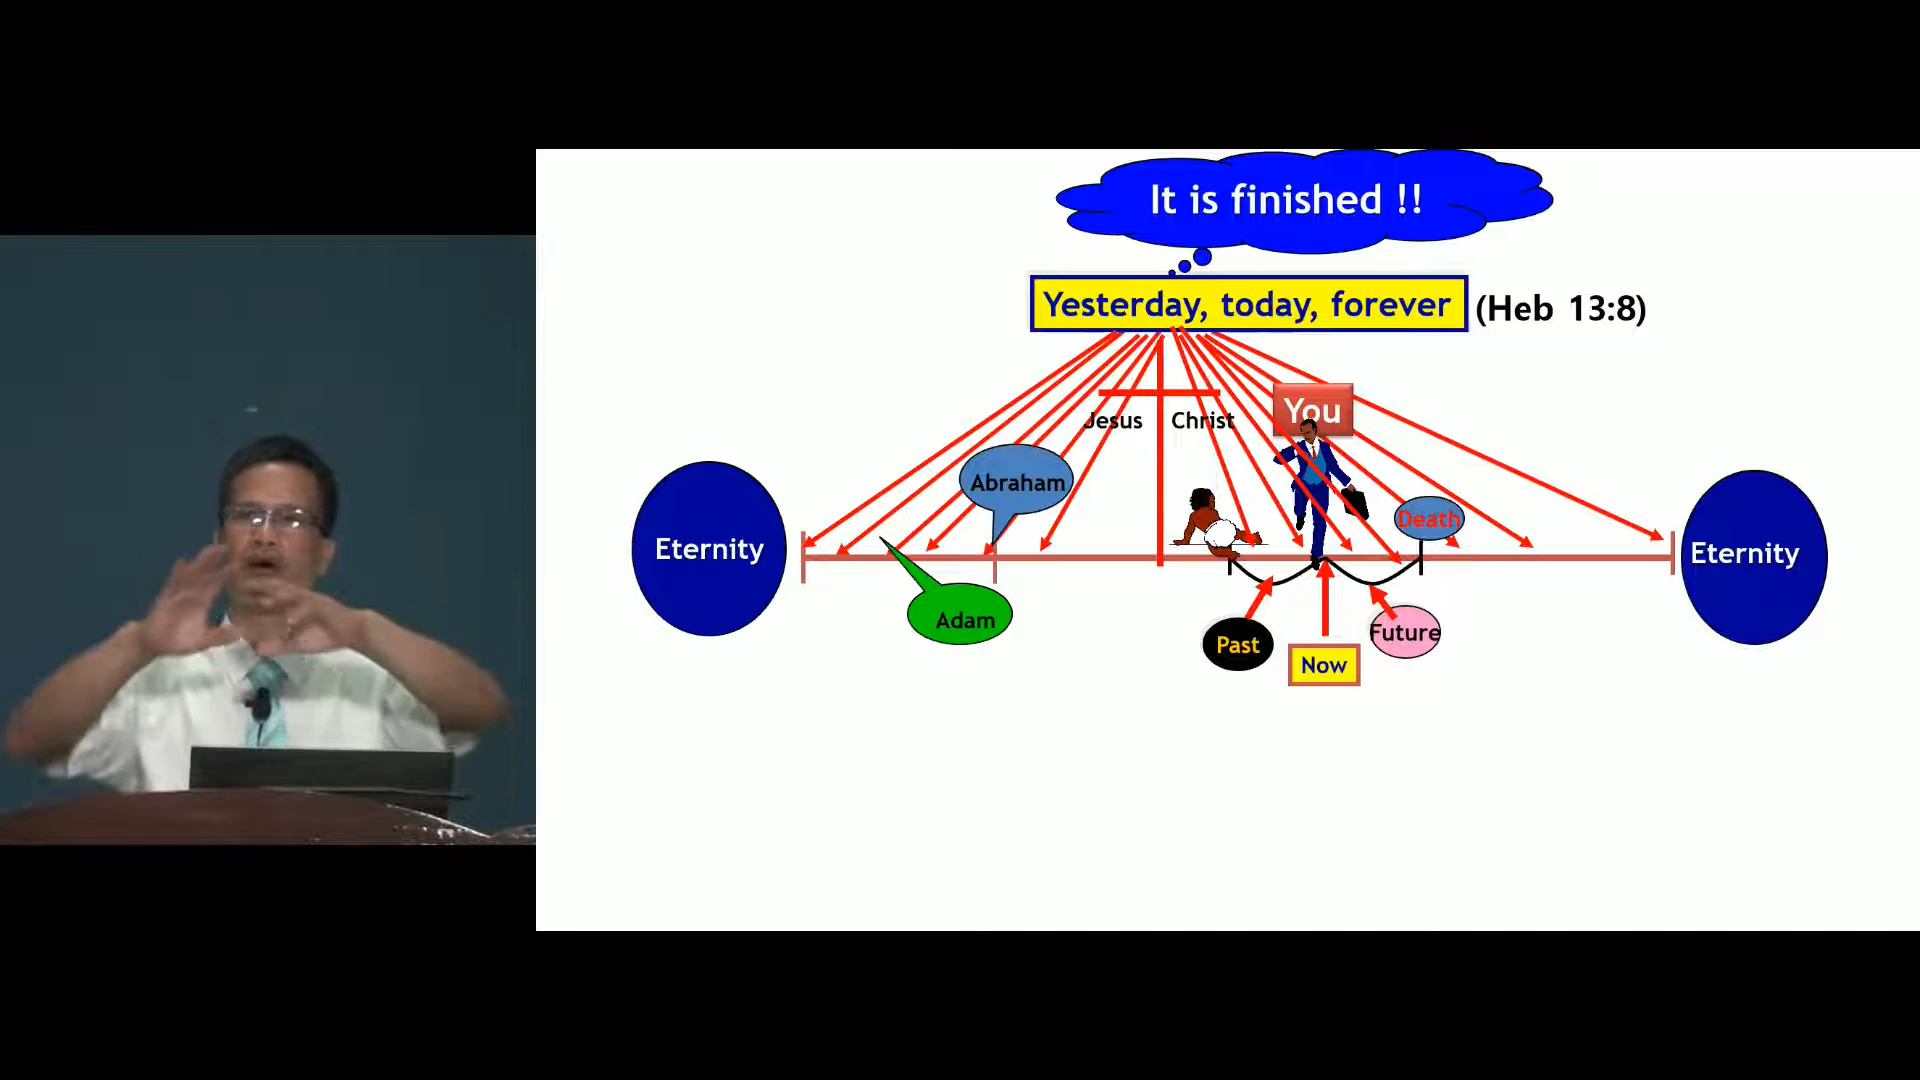 It is finished !!
Yesterday, today, forever (Heb 13:8)
You
Jesus Christ
Abraham
Death
Eternity
Eternity
Adam
Past
Now
Future